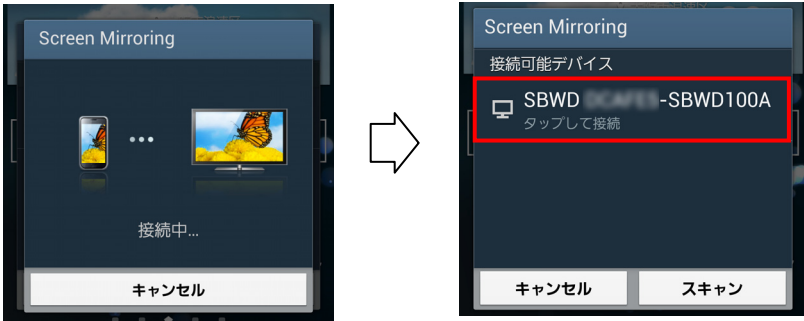 Screen Mirroring
接続中...
キャンセル
Screen Mirroring
接続可能デバイス
SBWD -SBWD100A
タップして接続
キャンセル
スキャン